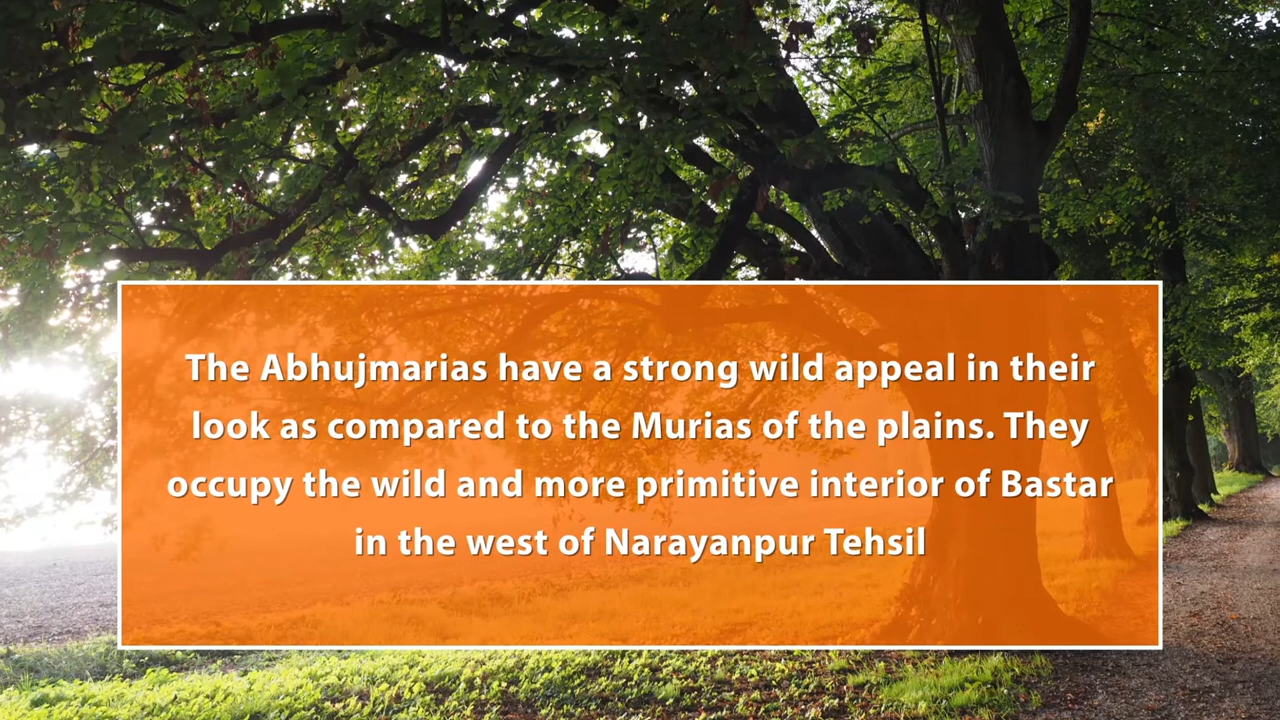 The Abhujmarias have a strong wild appeal in their
look as compared to the Murias of the plains. They
occupy the wild and more primitive interior of Bastar
in the west of Narayanpur Tehsil